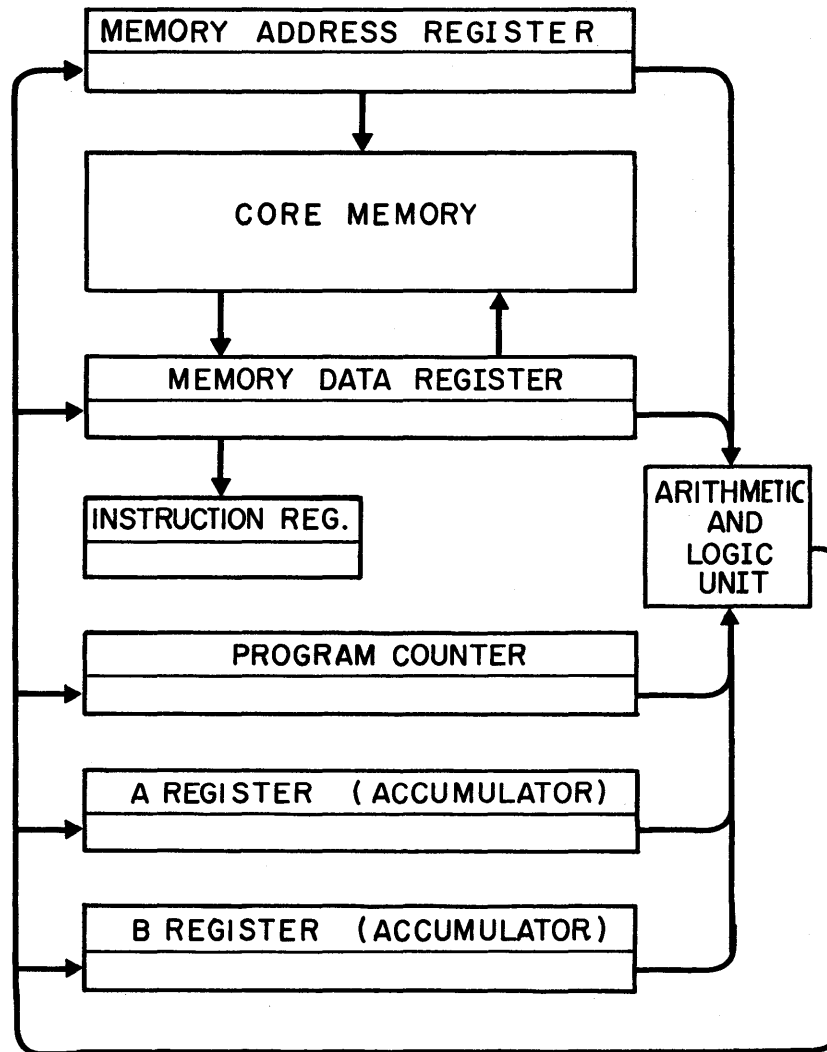 MEMORY ADDRESS REGISTER
CORE MEMORY
MEMORY DATA REGISTER
INSTRUCTION REG.
ARITHMETIC
AND
LOGIC
UNIT
PROGRAM COUNTER
A REGISTER (ACCUMULATOR)
B REGISTER (ACCUMULATOR)